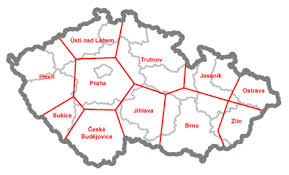 Ústí nad Labem
Trutnov
Plzeň
Praha
Jeseník
Ostrava
Sušice
Jihlava
České
Budějovice
Brno
Zlín